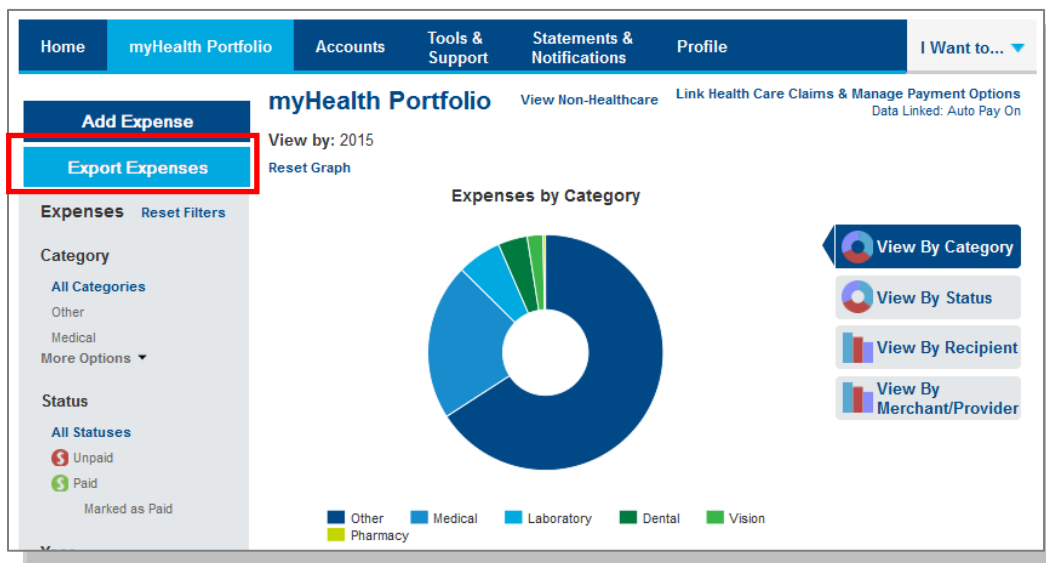 Home
myHealth Portfolio
Accounts
Tools &
Support
Statements &
Notifications
Profile
I Want to...
Add Expense
Export Expenses
Expenses Reset Filters
Category
All Categories
Other
Medical
More Options
Status
All Statuses
Unpaid
Paid
Marked as Paid
myHealth Portfolio
View Non-Healthcare
Link Health Care Claims & Manage Payment Options
Data Linked: Auto Pay On
View by: 2015
Reset Graph
Expenses by Category
View By Category
View By Status
View By Recipient
View By
Merchant/Provider
Other Medical Laboratory Dental Vision
Pharmacy